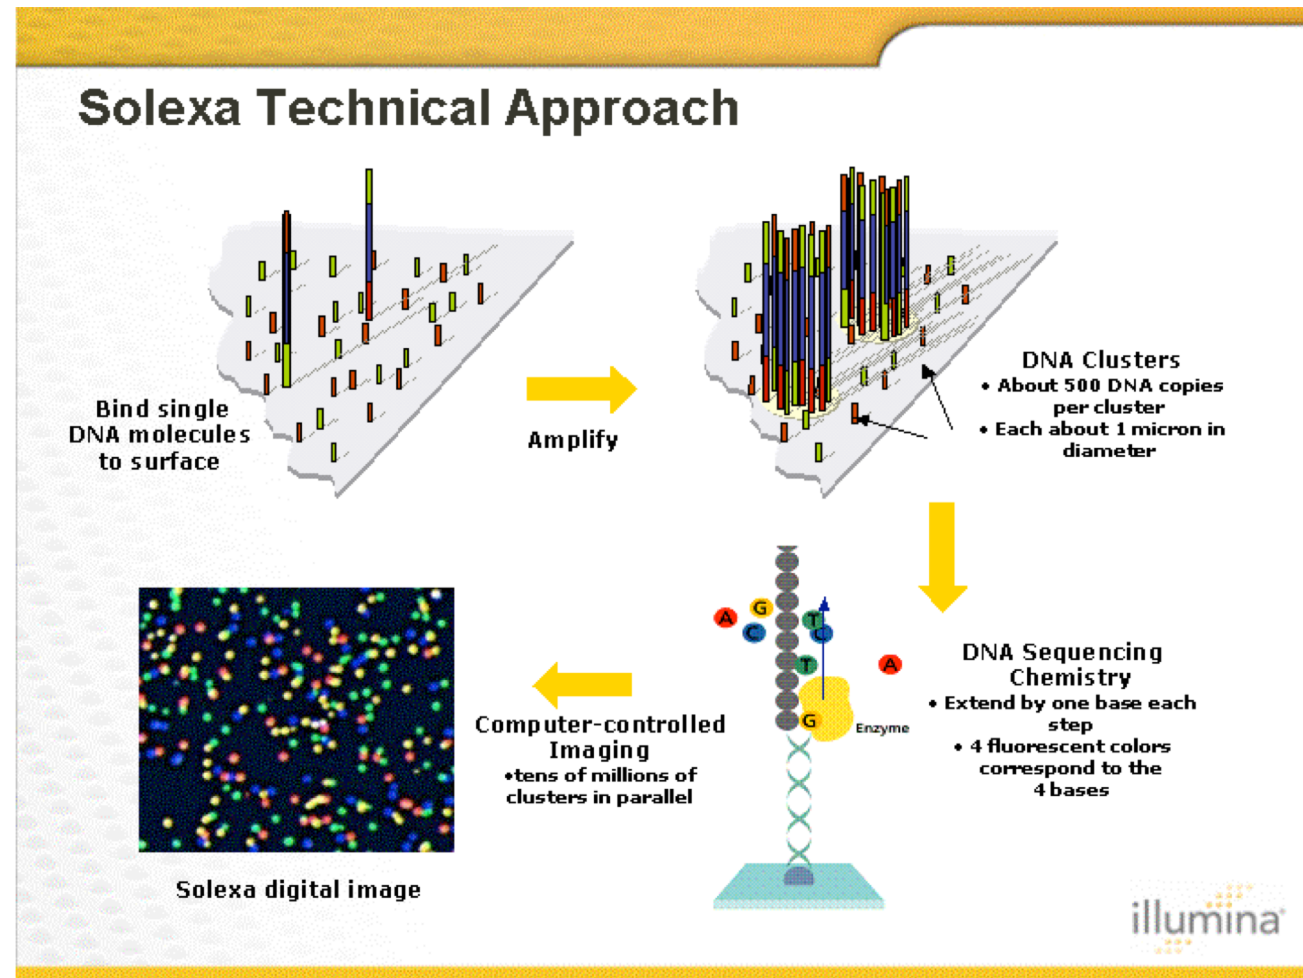 Solexa Technical Approach
Bind single
DNA molecules
to surface
Amplify
DNA Clusters
• About 500 DNA copies
per cluster
• Each about 1 micron in
diameter
DNA Sequencing
Chemistry
• Extend by one base each
step
• 4 fluorescent colors
correspond to the
4 bases
A
G
C
T
C
T
A
G
Enzyme
Computer-controlled
Imaging
•tens of millions of
clusters in parallel
Solexa digital image
illumina®